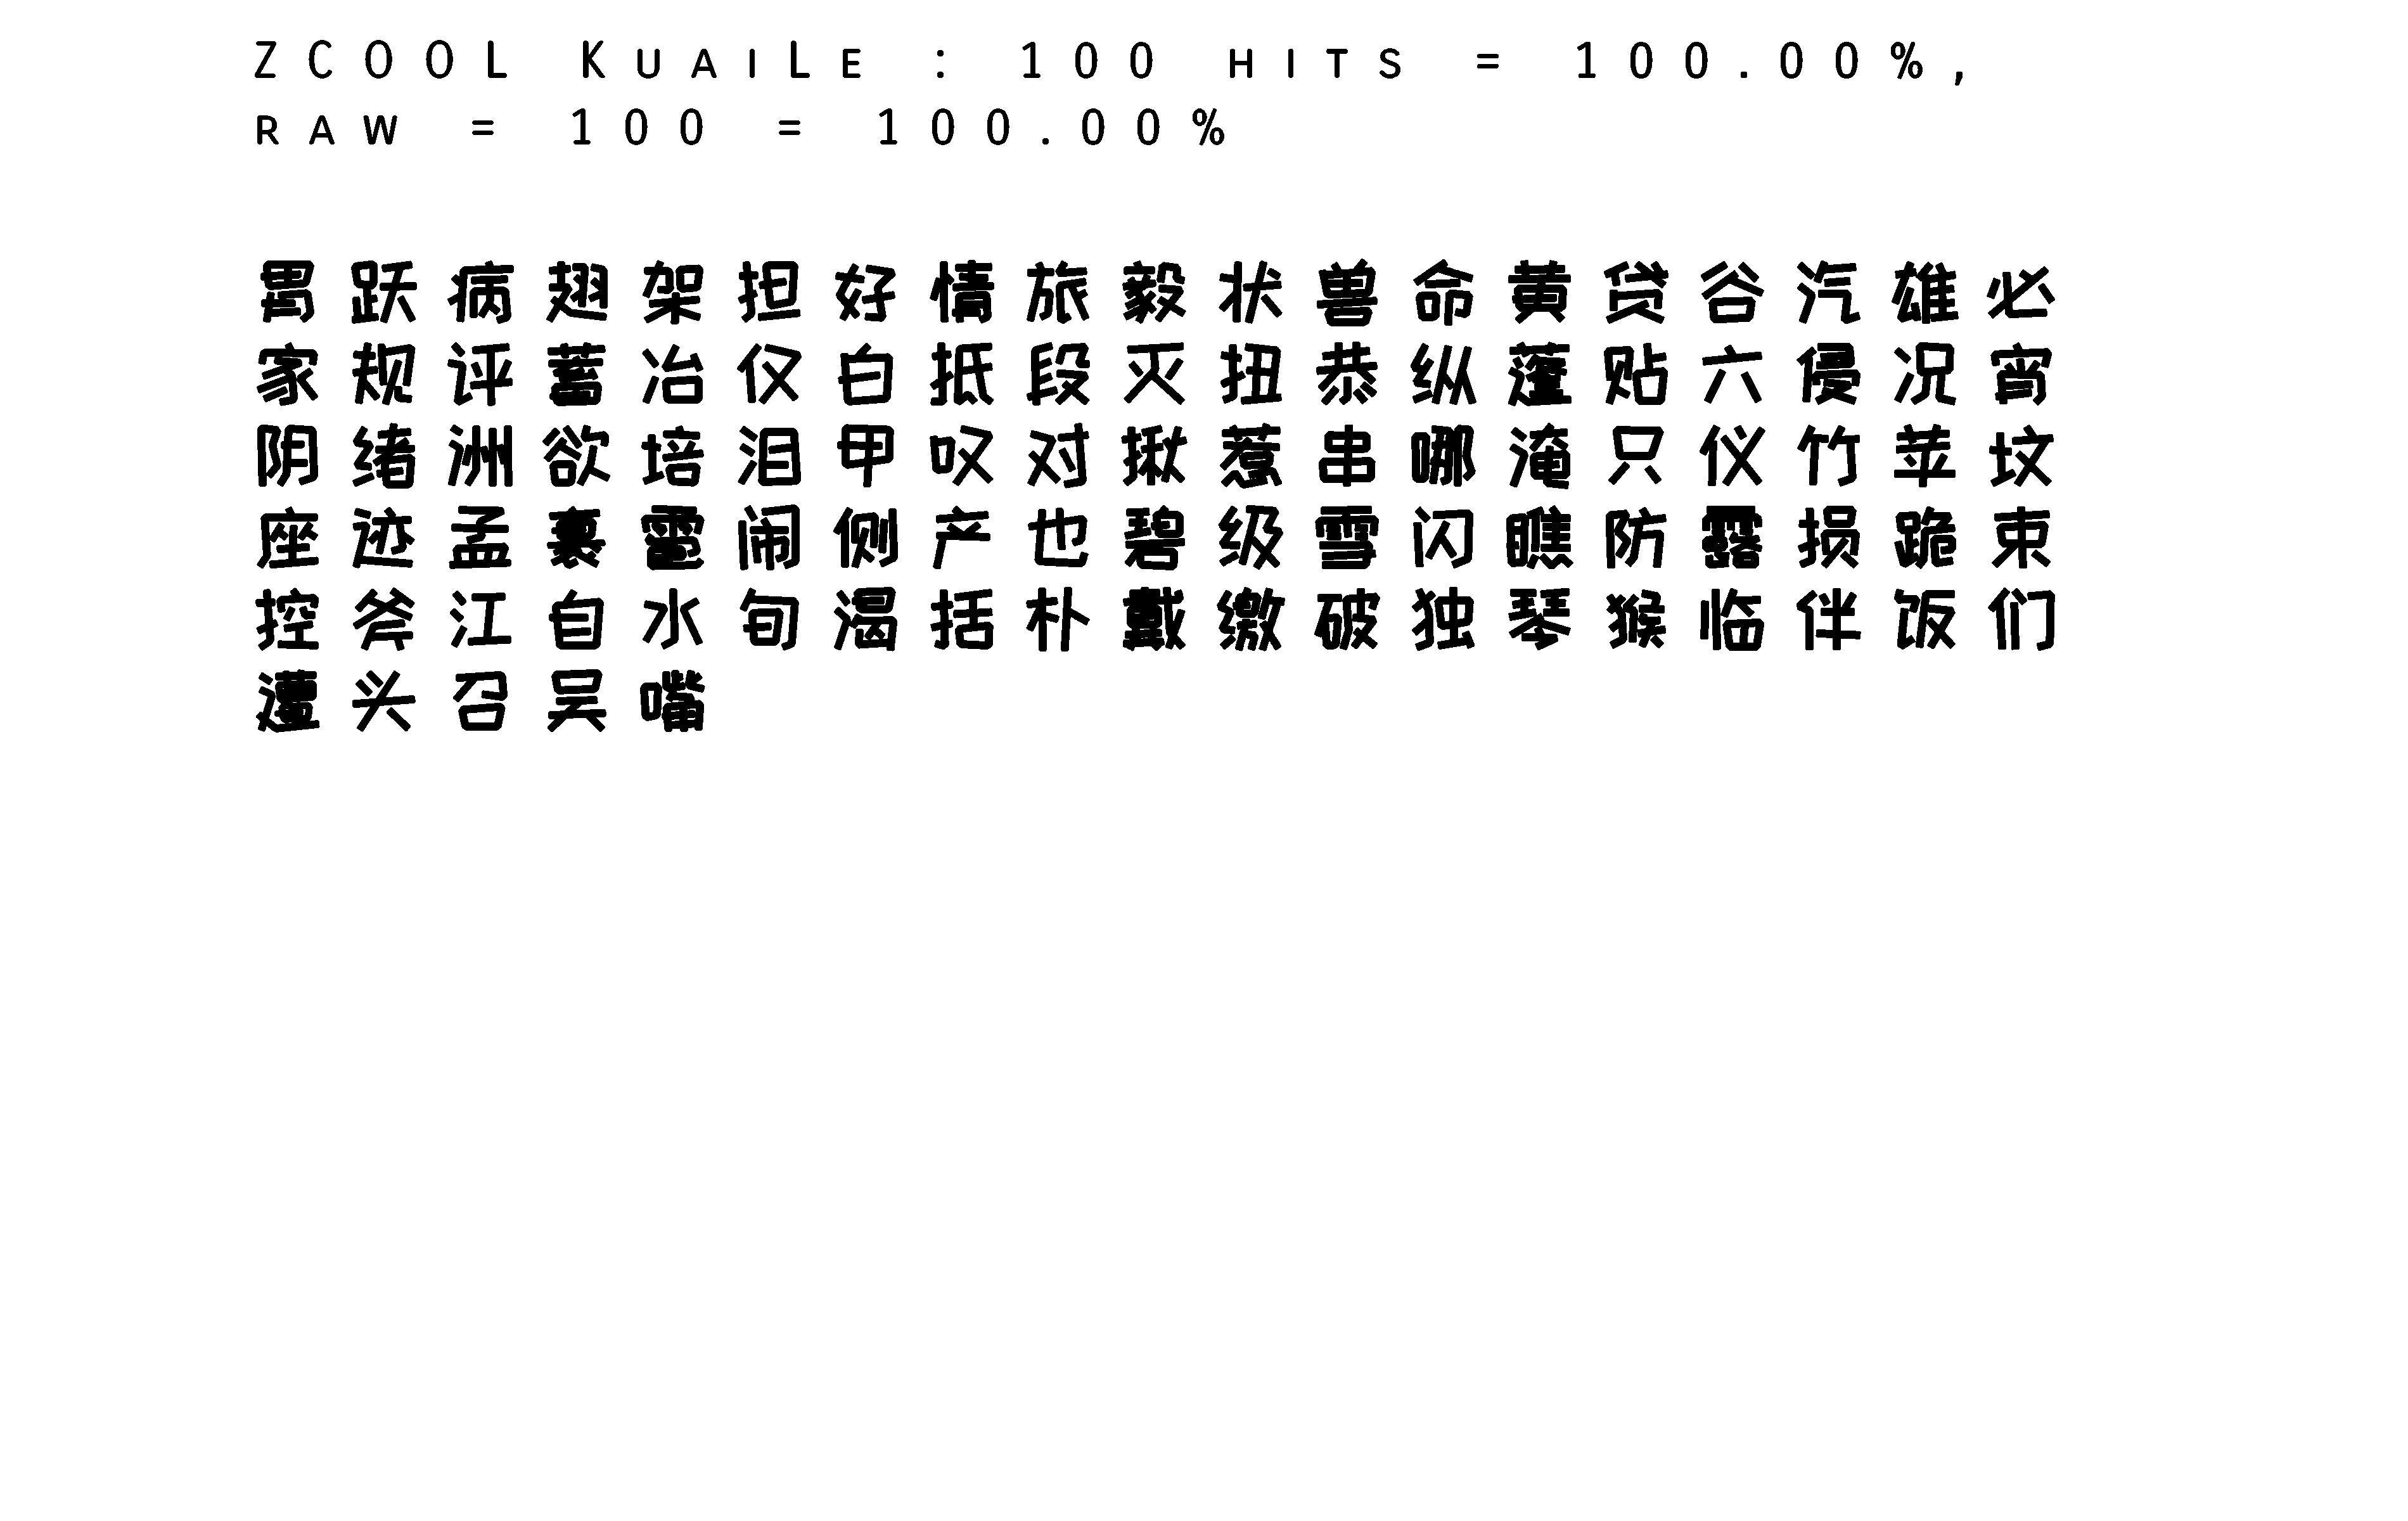 ZCOOL KUAILE : 100 HITS = 100.00%,
RAW = 100 = 100.00%
胃跃病翅架担好情旅毅状兽命黄贷谷汽雄必
家规评蓄冶仅白抵段灭扭恭纵蓬贴六侵况宵
阴绪洲欲培泪甲叹对揪惹串哪淹只仪竹苹坟
座迹孟裹雷闹侧产也碧级雪闪瞧防露损跪束
控斧江自水旬渴括朴戴缴破独琴猴临伴饭们
遭头召吴嘴